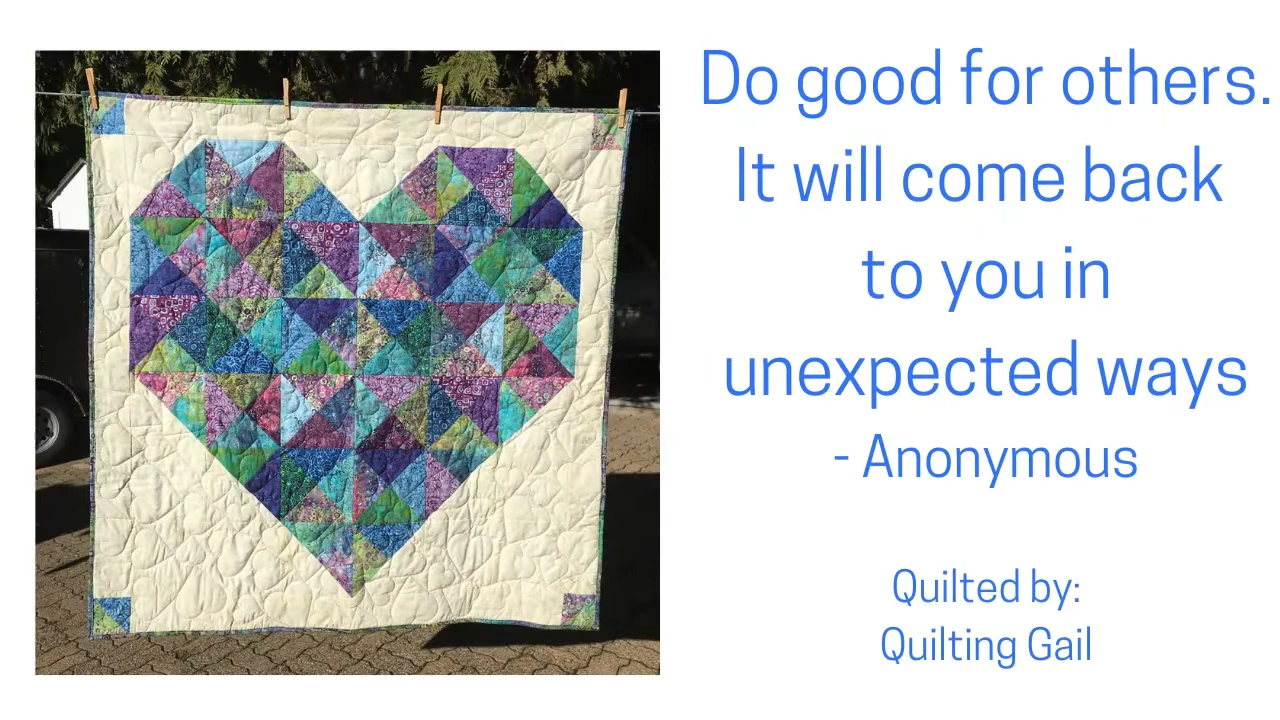 Do good for others.
It will come back
to you in
unexpected ways
- Anonymous
Quilted by:
Quilting Gail